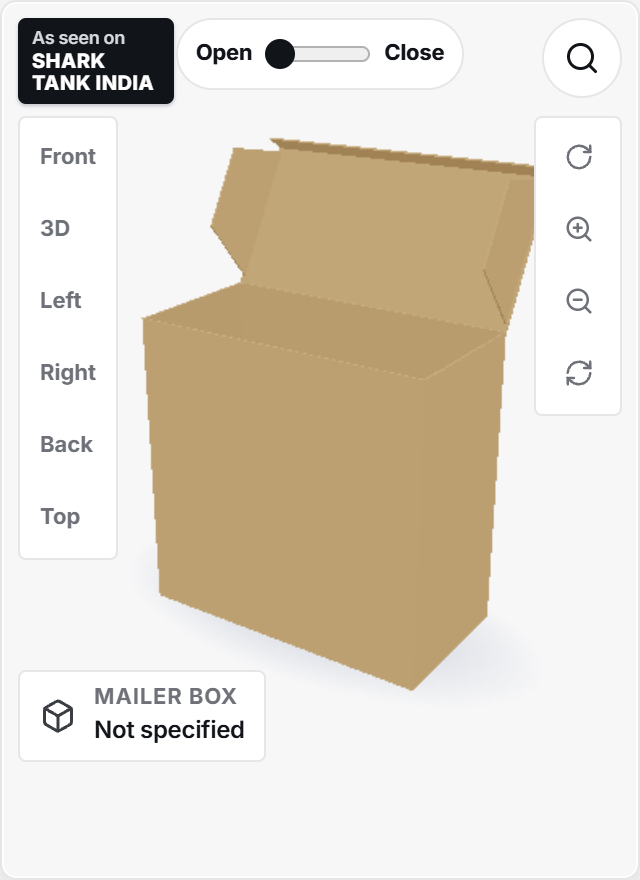 As seen on
SHARK
TANK INDIA
Open Close
Front
3D
Left
Right
Back
Top
MAILER BOX
Not specified